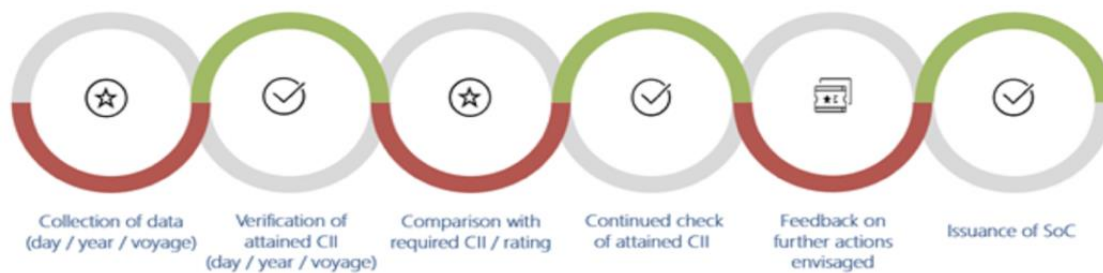 Collection of data
(day / year / voyage)
Verification of
attained CII
(day / year / voyage)
Comparison with
required CII / rating
Continued check
of attained CII
Feedback on
further actions
envisaged
Issuance of SoC